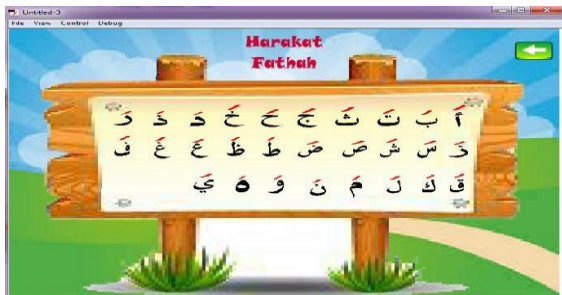 Untitled-3
File View Control Debug
Harakat
Fathah
أَ بَ تَ ثَ جَ حَ خَ دَ ذَ رَ
زَ سَ شَ صَ ضَ طَ ظَ عَ غَ فَ
قَ كَ لَ مَ نَ وَ هَ يَ